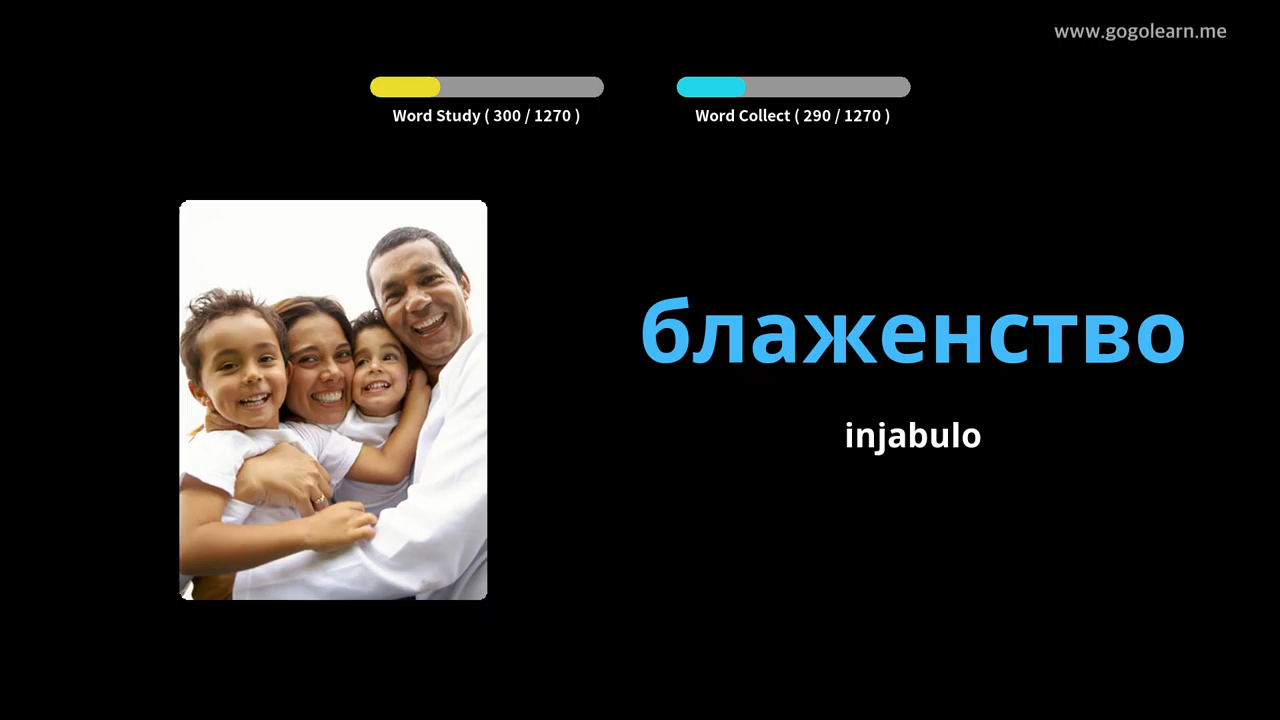 www.gogolearn.me
Word Study ( 300 / 1270 )
Word Collect ( 290 / 1270 )
блаженство
injabulo